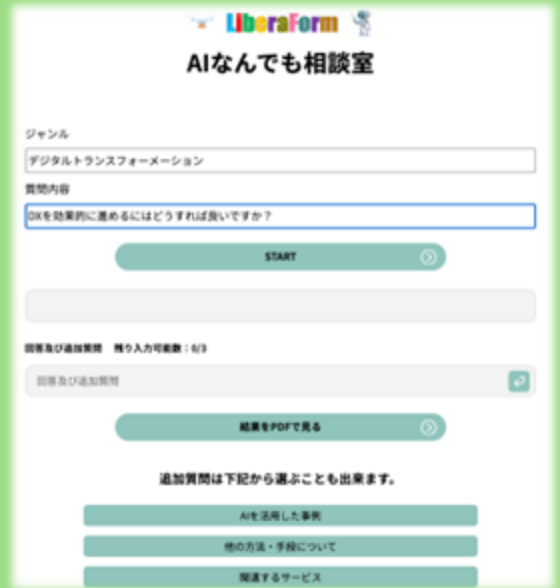 LiberaForm
AIなんでも相談室
ジャンル
デジタルトランスフォーメーション
質問内容
DXを効果的に進めるにはどうすれば良いですか？
START
回答及び追加質問 残り入力可能数：0/3
回答及び追加質問
結果をPDFで見る
追加質問は下記から選ぶことも出来ます。
AIを活用した事例
他の方法・手段について
関連するサービス